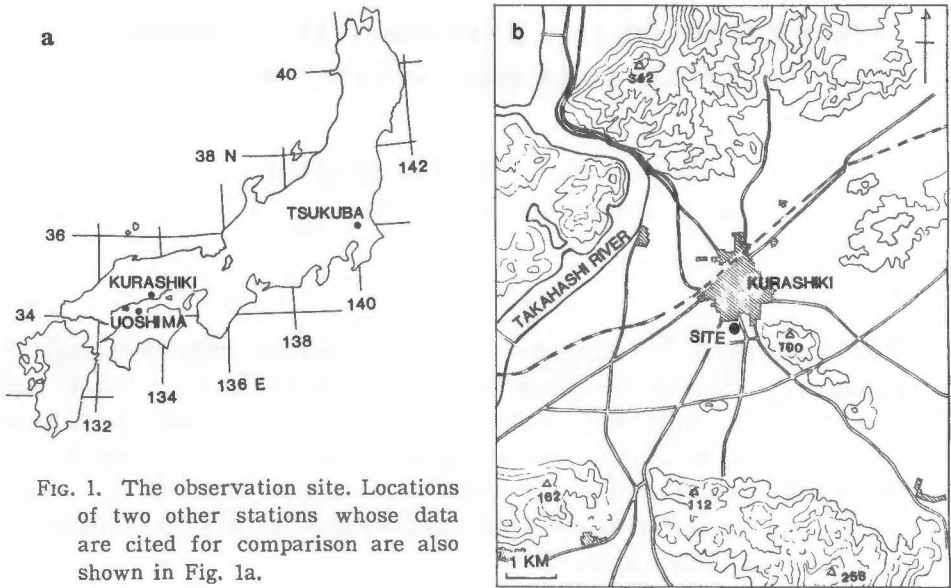 a
40
38 N
142
TSUKUBA
36
KURASHIKI
34
UOSHIMA
140
138
136 E
134
132
FIG. 1. The observation site. Locations
of two other stations whose data
are cited for comparison are also
shown in Fig. 1a.
b
342
TAKAHASHI RIVER
KURASHIKI
SITE
162
112
1 KM
258